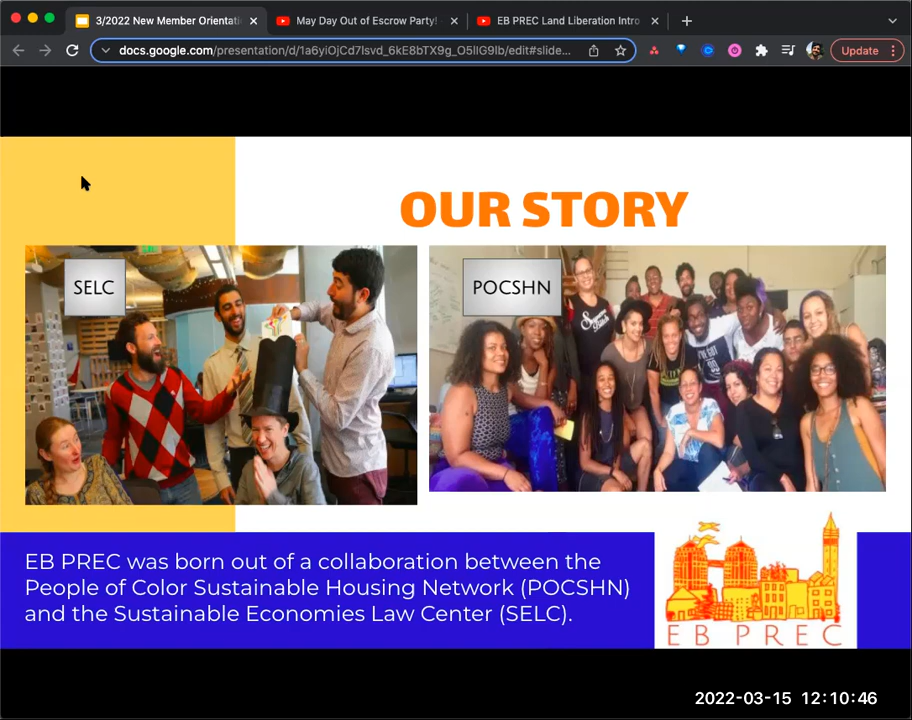 3/2022 New Member Orientati
May Day Out of Escrow Party! -
EB PREC Land Liberation Intro
docs.google.com/presentation/d/1a6yiOjCd7Isvd_6kE8bTX9g_O5IIG9Ib/edit#slide...
Update
OUR STORY
SELC
POCSHN
EB PREC was born out of a collaboration between the
People of Color Sustainable Housing Network (POCSHN)
and the Sustainable Economies Law Center (SELC).
EB PREC
2022-03-15 12:10:46